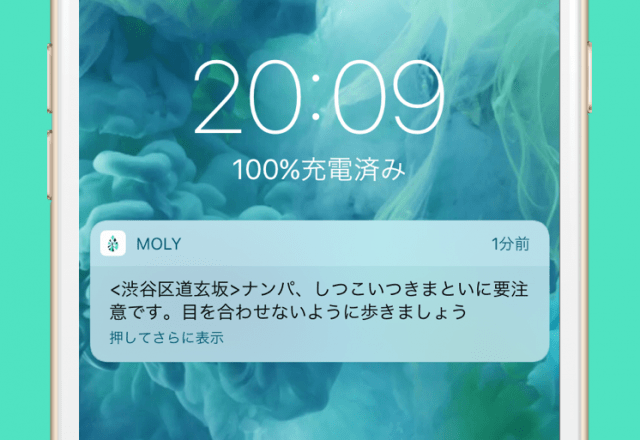 20:09
100%充電済み
MOLY 1分前
<渋谷区道玄坂>ナンパ、しつこいつきまといに要注
意です。目を合わせないように歩きましょう
押してさらに表示